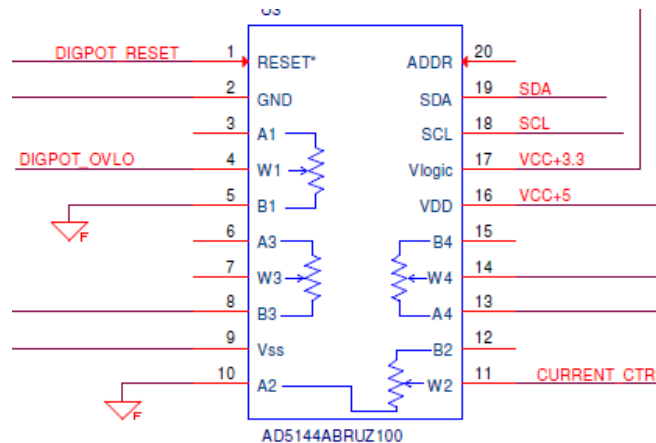 DIGPOT_RESET 1 RESET* ADDR 20
2 GND SDA 19 SDA
3 A1 SCL 18 SCL
DIGPOT_OVLO 4 W1 Vlogic 17 VCC+3.3
5 B1 VDD 16 VCC+5
F
6 A3 B4 15
7 W3 W4 14
8 B3 A4 13
9 Vss B2 12
10 A2 W2 11 CURRENT_CTR
F
AD5144ABRUZ100